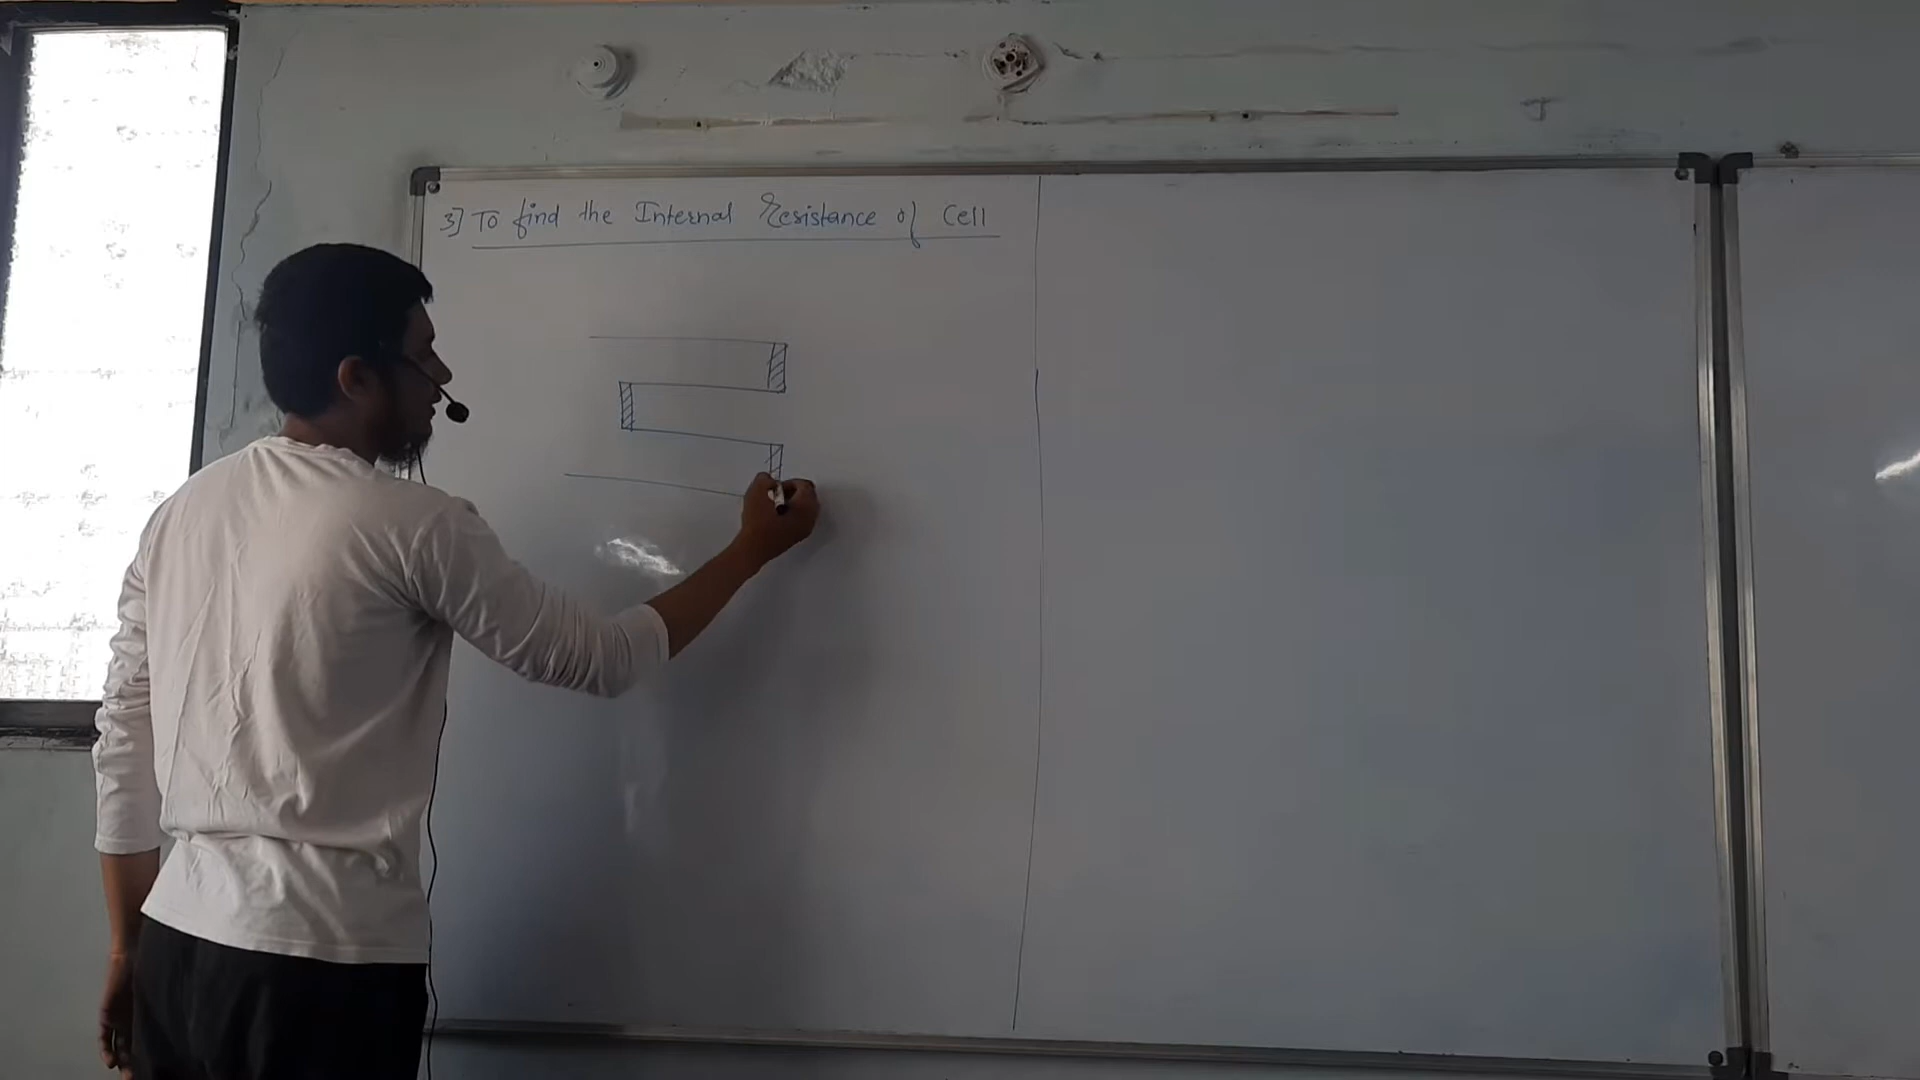 3] To find the Internal Resistance of Cell